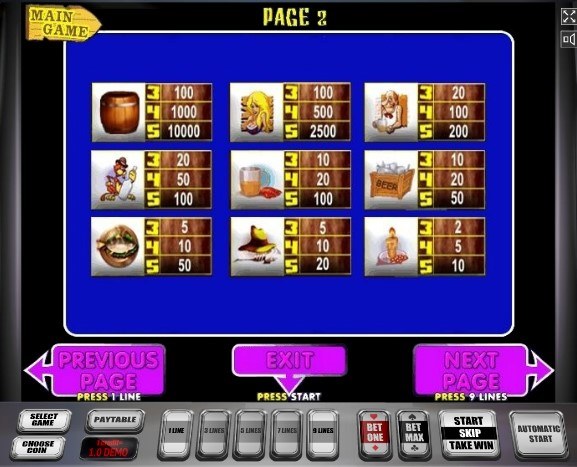 MAIN GAME
PAGE 2
3 100 3 100 3 20
4 1000 4 500 4 100
5 10000 5 2500 5 200
3 20 3 10 3 10
4 50 4 20 4 20
5 100 5 100 5 50
BEER
3 5 3 5 3 2
4 10 4 10 4 5
5 50 5 20 5 10
PREVIOUS PAGE
EXIT
NEXT PAGE
PRESS 1 LINE
PRESS START
PRESS 9 LINES
SELECT GAME
PAYTABLE
1 LINE
3 LINES
5 LINES
7 LINES
9 LINES
BET ONE
BET MAX
START
SKIP
TAKE WIN
AUTOMATIC START
CHOOSE COIN
1.0 DEMO